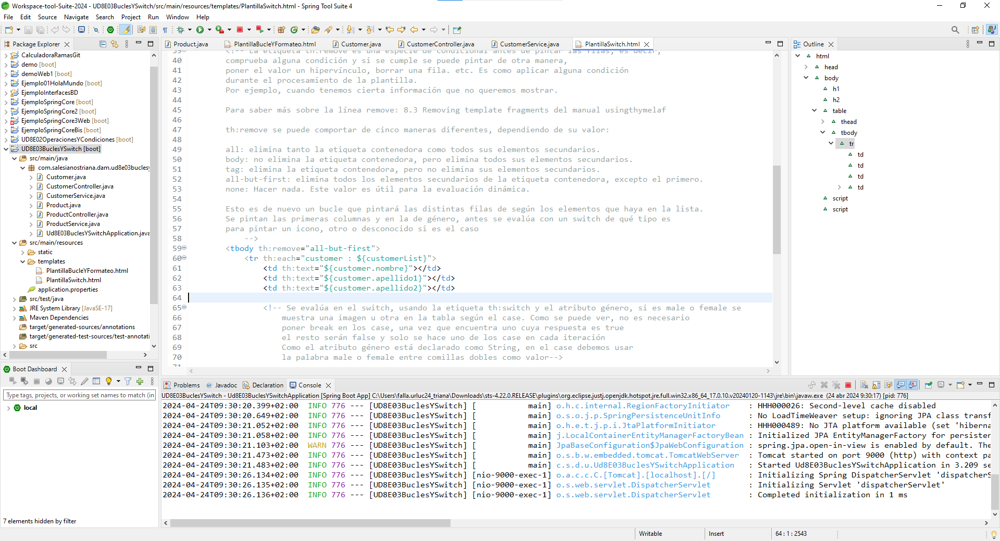 Workspace-tool-Suite-2024 - UD8E03BuclesYSwitch/src/main/resources/templates/PlantillaSwitch.html - Spring Tool Suite 4
File Edit Source Navigate Search Project Run Window Help
Package Explorer
CalculadoraRamasGit
demo [boot]
demoWeb1 [boot]
Ejemplo01HolaMundo [boot]
EjemploInterfacesBD
EjemploSpringCore [boot]
EjemploSpringCore2 [boot]
EjemploSpringCore3Web [boot]
EjemploSpringCoreBis [boot]
UD8E02OperacionesYCondiciones [boot]
UD8E03BuclesYSwitch [boot]
src/main/java
com.salesianostriana.dam.ud8e03bucles
Customer.java
CustomerController.java
CustomerService.java
Product.java
ProductController.java
ProductService.java
Ud8E03BuclesYSwitchApplication.java
src/main/resources
static
templates
PlantillaBucleYFormateo.html
PlantillaSwitch.html
application.properties
src/test/java
JRE System Library [JavaSE-17]
Maven Dependencies
target/generated-sources/annotations
target/generated-test-sources/test-annotati
src
Boot Dashboard
Type tags, projects, or working set names to match (in
local
7 elements hidden by filter
Product.java PlantillaBucleYFormateo.html Customer.java CustomerController.java CustomerService.java PlantillaSwitch.html
39 <!-- La etiqueta th:remove es una especie de condicional antes de pintar las filas, es decir,
40 comprueba alguna condición y si se cumple se puede pintar de otra manera,
41 poner el valor un hipervínculo, borrar una fila. etc. Es como aplicar alguna condición
42 durante el procesamiento de la plantilla.
43 Por ejemplo, cuando tenemos cierta información que no queremos mostrar.
44
45 Para saber más sobre la línea remove: 8.3 Removing template fragments del manual usingthymelaf
46
47 th:remove se puede comportar de cinco maneras diferentes, dependiendo de su valor:
48
49 all: elimina tanto la etiqueta contenedora como todos sus elementos secundarios.
50 body: no elimina la etiqueta contenedora, pero elimina todos sus elementos secundarios.
51 tag: elimina la etiqueta contenedora, pero no elimina sus elementos secundarios.
52 all-but-first: elimina todos los elementos secundarios de la etiqueta contenedora, excepto el primero.
53 none: Hacer nada. Este valor es útil para la evaluación dinámica.
54
55 Esto es de nuevo un bucle que pintará las distintas filas de según los elementos que haya en la lista.
56 Se pintan las primeras columnas y en la de género, antes se evalúa con un switch de qué tipo es
57 para pintar un icono, otro o desconocido si es el caso
58 -->
59 <tbody th:remove="all-but-first">
60 <tr th:each="customer : ${customerList}">
61 <td th:text="${customer.nombre}"></td>
62 <td th:text="${customer.apellido1}"></td>
63 <td th:text="${customer.apellido2}"></td>
64
65 <!-- Se evalúa en el switch, usando la etiqueta th:switch y el atributo género, si es male o female se
66 muestra una imagen u otra en la tabla según el case. Como se puede ver, no es necesario
67 poner break en los case, una vez que encuentra uno cuya respuesta es true
68 el resto serán false y solo se hace uno de los case en cada iteración
69 Como el atributo género está declarado como String, en el case debemos usar
70 la palabra male o female entre comillas dobles como valor-->
71
Outline
html
head
body
h1
h2
table
thead
tbody
tr
td
td
td
td
script
script
Problems @ Javadoc Declaration Console
UD8E03BuclesYSwitch - Ud8E03BuclesYSwitchApplication [Spring Boot App] C:\Users\falla.urluc24_triana\Downloads\sts-4.22.0.RELEASE\plugins\org.eclipse.justj.openjdk.hotspot.jre.full.win32.x86_64_17.0.10.v20240120-1143\jre\bin\javaw.exe (24 abr 2024 9:30:17) [pid: 776]
2024-04-24T09:30:20.399+02:00 INFO 776 --- [UD8E03BuclesYSwitch] [ main] o.h.c.internal.RegionFactoryInitiator : HHH000026: Second-level cache disabled
2024-04-24T09:30:20.649+02:00 INFO 776 --- [UD8E03BuclesYSwitch] [ main] o.s.o.j.p.SpringPersistenceUnitInfo : No LoadTimeWeaver setup: ignoring JPA class transf
2024-04-24T09:30:21.052+02:00 INFO 776 --- [UD8E03BuclesYSwitch] [ main] o.h.e.t.j.p.i.JtaPlatformInitiator : HHH000489: No JTA platform available (set 'hiberna
2024-04-24T09:30:21.058+02:00 INFO 776 --- [UD8E03BuclesYSwitch] [ main] j.LocalContainerEntityManagerFactoryBean : Initialized JPA EntityManagerFactory for persisten
2024-04-24T09:30:21.103+02:00 WARN 776 --- [UD8E03BuclesYSwitch] [ main] JpaBaseConfiguration$JpaWebConfiguration : spring.jpa.open-in-view is enabled by default. The
2024-04-24T09:30:21.473+02:00 INFO 776 --- [UD8E03BuclesYSwitch] [ main] o.s.b.w.embedded.tomcat.TomcatWebServer : Tomcat started on port 9000 (http) with context pa
2024-04-24T09:30:21.483+02:00 INFO 776 --- [UD8E03BuclesYSwitch] [ main] c.s.d.u.Ud8E03BuclesYSwitchApplication : Started Ud8E03BuclesYSwitchApplication in 3.209 se
2024-04-24T09:30:26.134+02:00 INFO 776 --- [UD8E03BuclesYSwitch] [nio-9000-exec-1] o.a.c.c.C.[Tomcat].[localhost].[/] : Initializing Spring DispatcherServlet 'dispatcherS
2024-04-24T09:30:26.135+02:00 INFO 776 --- [UD8E03BuclesYSwitch] [nio-9000-exec-1] o.s.web.servlet.DispatcherServlet : Initializing Servlet 'dispatcherServlet'
2024-04-24T09:30:26.136+02:00 INFO 776 --- [UD8E03BuclesYSwitch] [nio-9000-exec-1] o.s.web.servlet.DispatcherServlet : Completed initialization in 1 ms
Writable Insert 64 : 1 : 2543